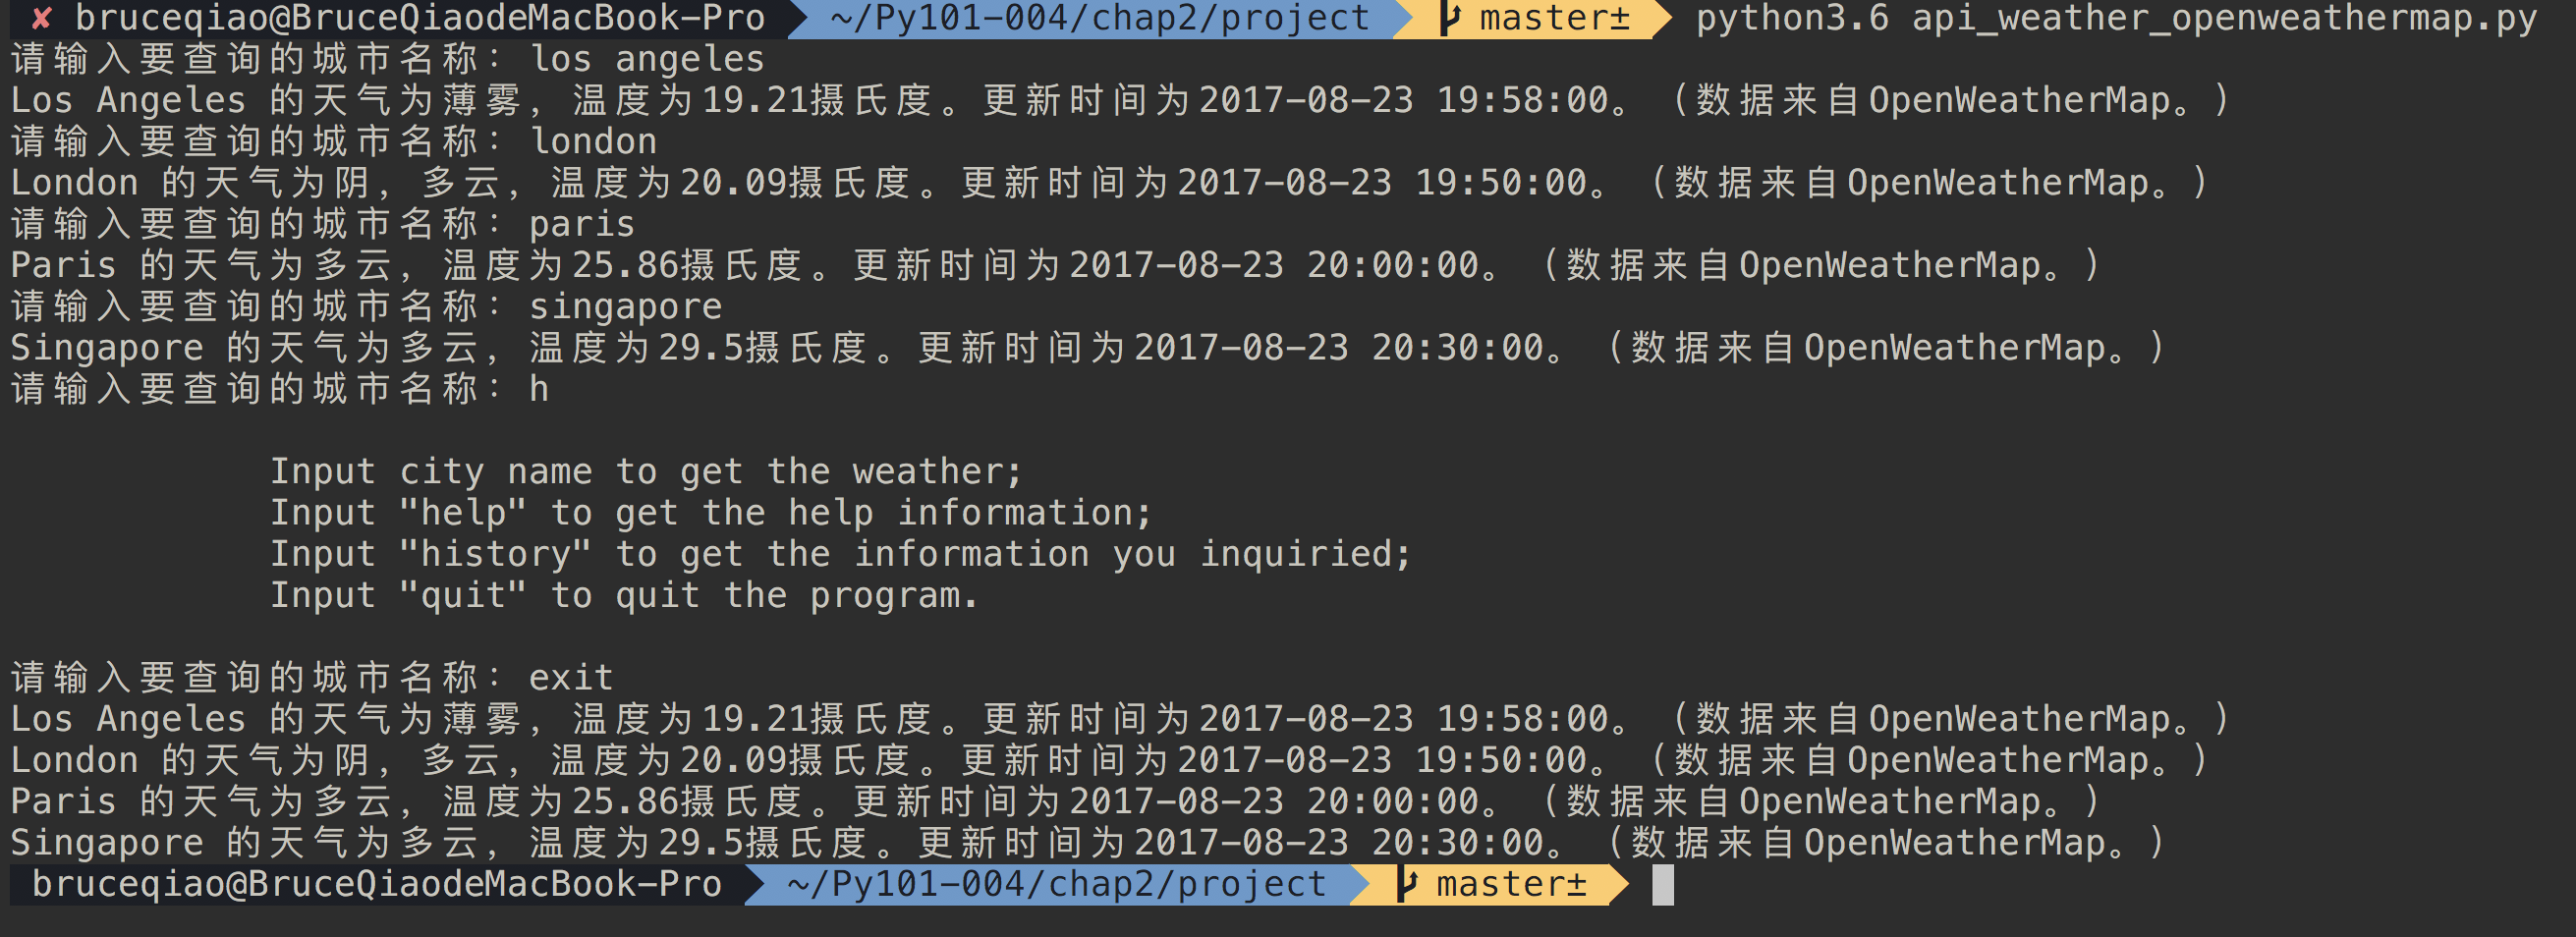 ✘ bruceqiao@BruceQiaodeMacBook-Pro ~/Py101-004/chap2/project master± python3.6 api_weather_openweathermap.py
请输入要查询的城市名称：los angeles
Los Angeles 的天气为薄雾，温度为19.21摄氏度。更新时间为2017-08-23 19:58:00。（数据来自OpenWeatherMap。）
请输入要查询的城市名称：london
London 的天气为阴，多云，温度为20.09摄氏度。更新时间为2017-08-23 19:50:00。（数据来自OpenWeatherMap。）
请输入要查询的城市名称：paris
Paris 的天气为多云，温度为25.86摄氏度。更新时间为2017-08-23 20:00:00。（数据来自OpenWeatherMap。）
请输入要查询的城市名称：singapore
Singapore 的天气为多云，温度为29.5摄氏度。更新时间为2017-08-23 20:30:00。（数据来自OpenWeatherMap。）
请输入要查询的城市名称：h
Input city name to get the weather;
Input "help" to get the help information;
Input "history" to get the information you inquiried;
Input "quit" to quit the program.
请输入要查询的城市名称：exit
Los Angeles 的天气为薄雾，温度为19.21摄氏度。更新时间为2017-08-23 19:58:00。（数据来自OpenWeatherMap。）
London 的天气为阴，多云，温度为20.09摄氏度。更新时间为2017-08-23 19:50:00。（数据来自OpenWeatherMap。）
Paris 的天气为多云，温度为25.86摄氏度。更新时间为2017-08-23 20:00:00。（数据来自OpenWeatherMap。）
Singapore 的天气为多云，温度为29.5摄氏度。更新时间为2017-08-23 20:30:00。（数据来自OpenWeatherMap。）
bruceqiao@BruceQiaodeMacBook-Pro ~/Py101-004/chap2/project master±